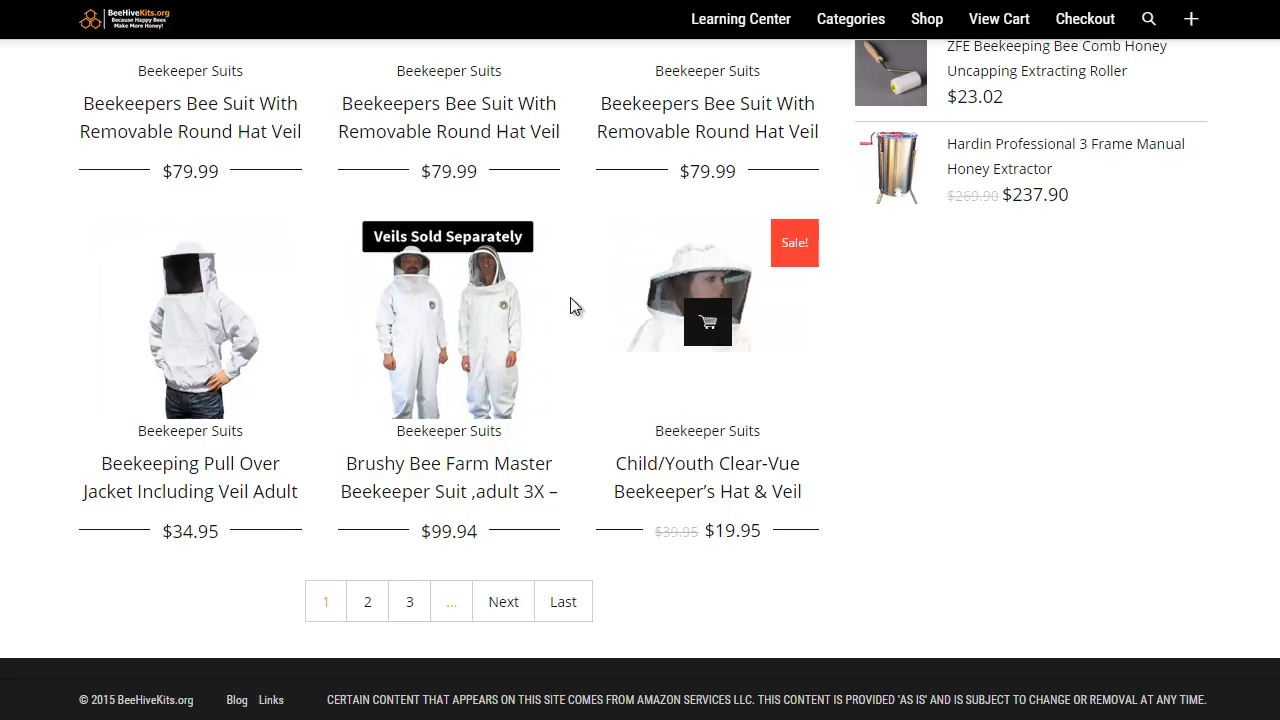 BeeHiveKits.org
Because Happy Bees
Make More Honey!
Learning Center
Categories
Shop
View Cart
Checkout
Beekeeper Suits
Beekeepers Bee Suit With
Removable Round Hat Veil
$79.99
Beekeeper Suits
Beekeepers Bee Suit With
Removable Round Hat Veil
$79.99
Beekeeper Suits
Beekeepers Bee Suit With
Removable Round Hat Veil
$79.99
ZFE Beekeeping Bee Comb Honey
Uncapping Extracting Roller
$23.02
Hardin Professional 3 Frame Manual
Honey Extractor
$269.90 $237.90
Beekeeper Suits
Beekeeping Pull Over
Jacket Including Veil Adult
$34.95
Veils Sold Separately
Beekeeper Suits
Brushy Bee Farm Master
Beekeeper Suit ,adult 3X –
$99.94
Sale!
Beekeeper Suits
Child/Youth Clear-Vue
Beekeeper’s Hat & Veil
$39.95 $19.95
1 2 3 ... Next Last
© 2015 BeeHiveKits.org
Blog
Links
CERTAIN CONTENT THAT APPEARS ON THIS SITE COMES FROM AMAZON SERVICES LLC. THIS CONTENT IS PROVIDED 'AS IS' AND IS SUBJECT TO CHANGE OR REMOVAL AT ANY TIME.